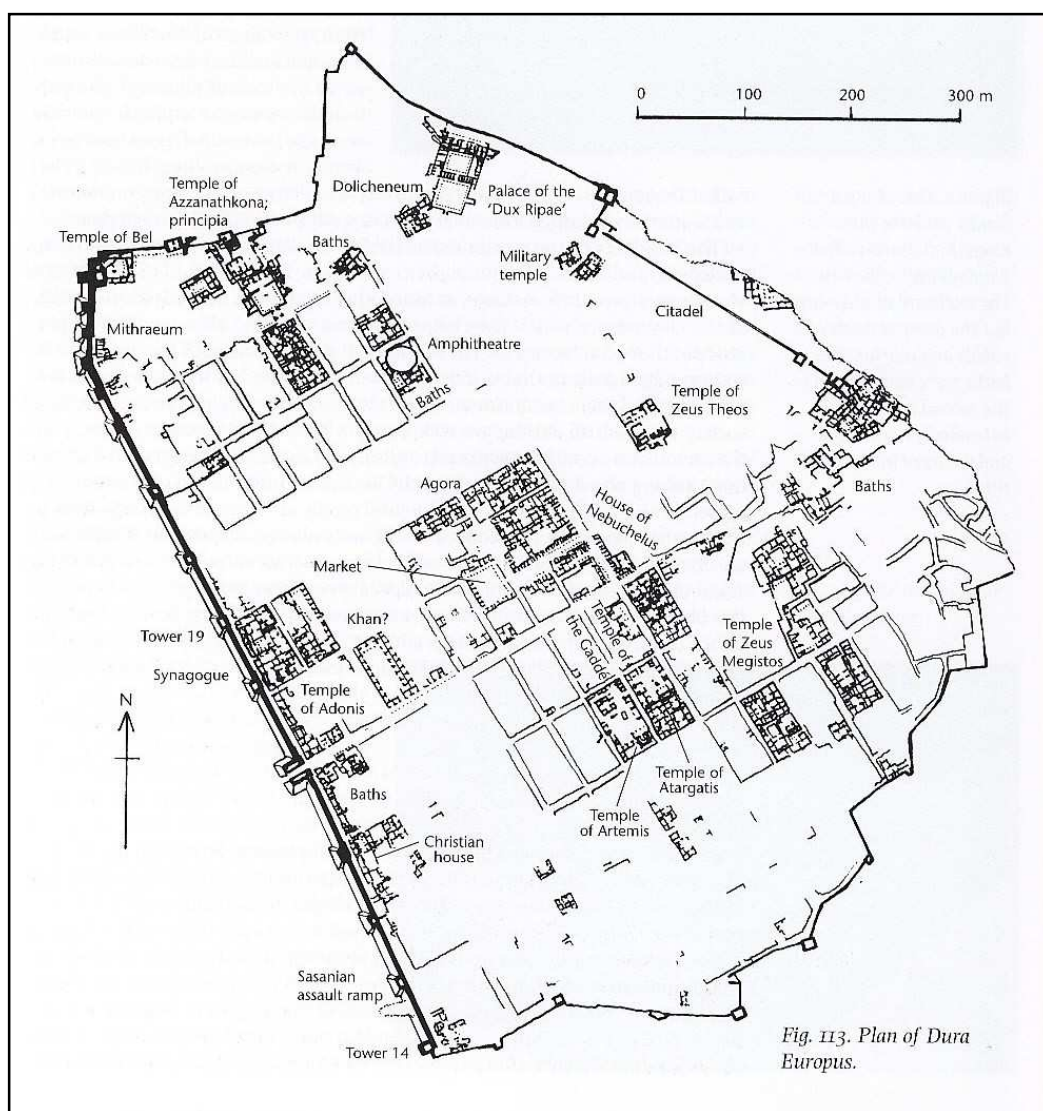 0 100 200 300 m
Temple of
Azzanathkona;
principia
Dolicheneum
Palace of the
'Dux Ripae'
Temple of Bel
Baths
Military
temple
Citadel
Mithraeum
Amphitheatre
Baths
Temple of
Zeus Theos
Agora
House of
Nebuchelus
Baths
Market
Khan?
Tower 19
Synagogue
Temple
of Adonis
Temple of
the Gaddé
Temple
of Zeus
Megistos
N
Baths
Temple of
Atargatis
Temple
of Artemis
Christian
house
Sasanian
assault ramp
Tower 14
Fig. 113. Plan of Dura
Europus.